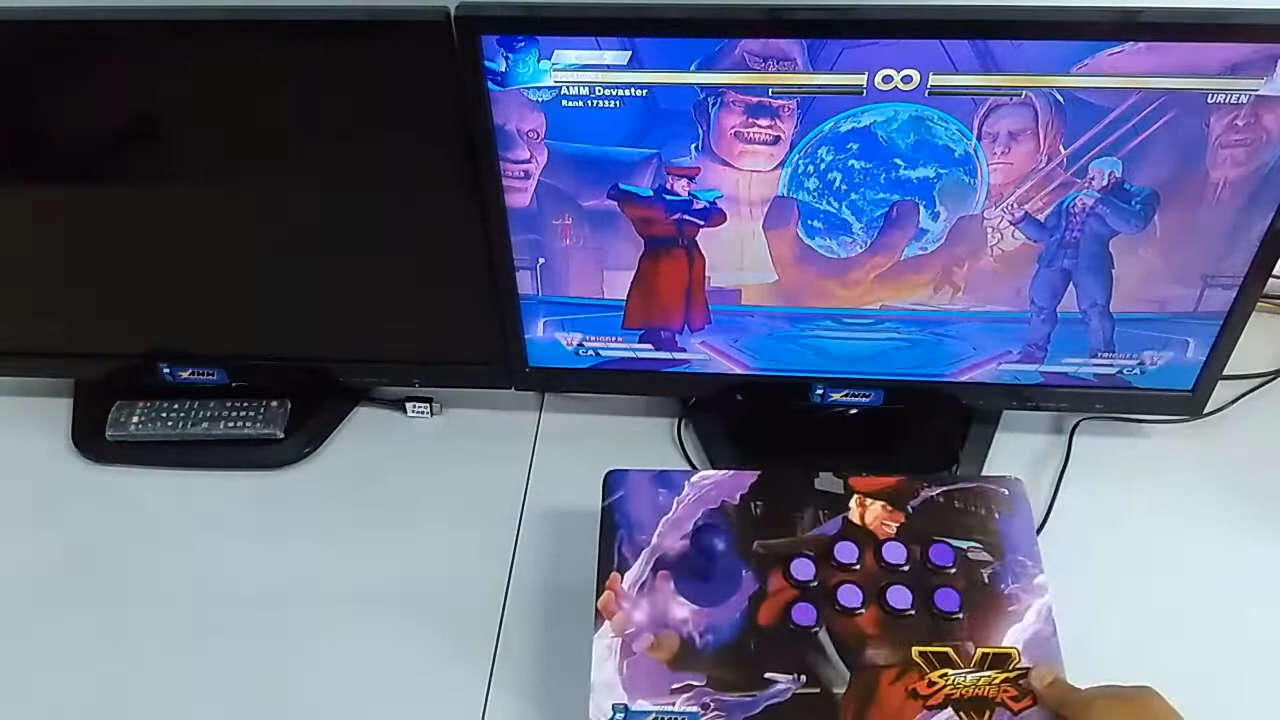 AMM_Devaster
Rank 173321
URIEN
TRIGGER
CA
TRIGGER
CA
AMM
AMM
V
STREET
FIGHTER